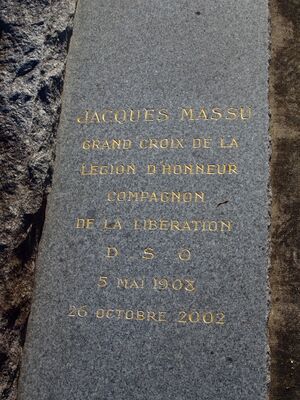 JACQUES MASSU
GRAND CROIX DE LA
LEGION D'HONNEUR
COMPAGNON
DE LA LIBERATION
D S O
5 MAI 1908
26 OCTOBRE 2002